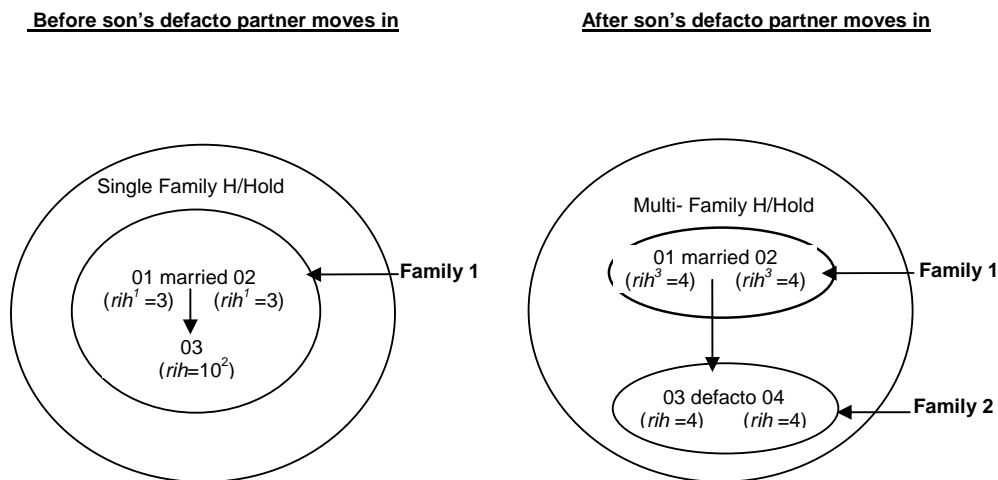 Before son's defacto partner moves in
Single Family H/Hold
01 married 02
(rih¹ =3) (rih¹ =3)
03
(rih=10²)
Family 1
After son's defacto partner moves in
Multi- Family H/Hold
01 married 02
(rih³ =4) (rih³ =4)
Family 1
03 defacto 04
(rih =4) (rih =4)
Family 2